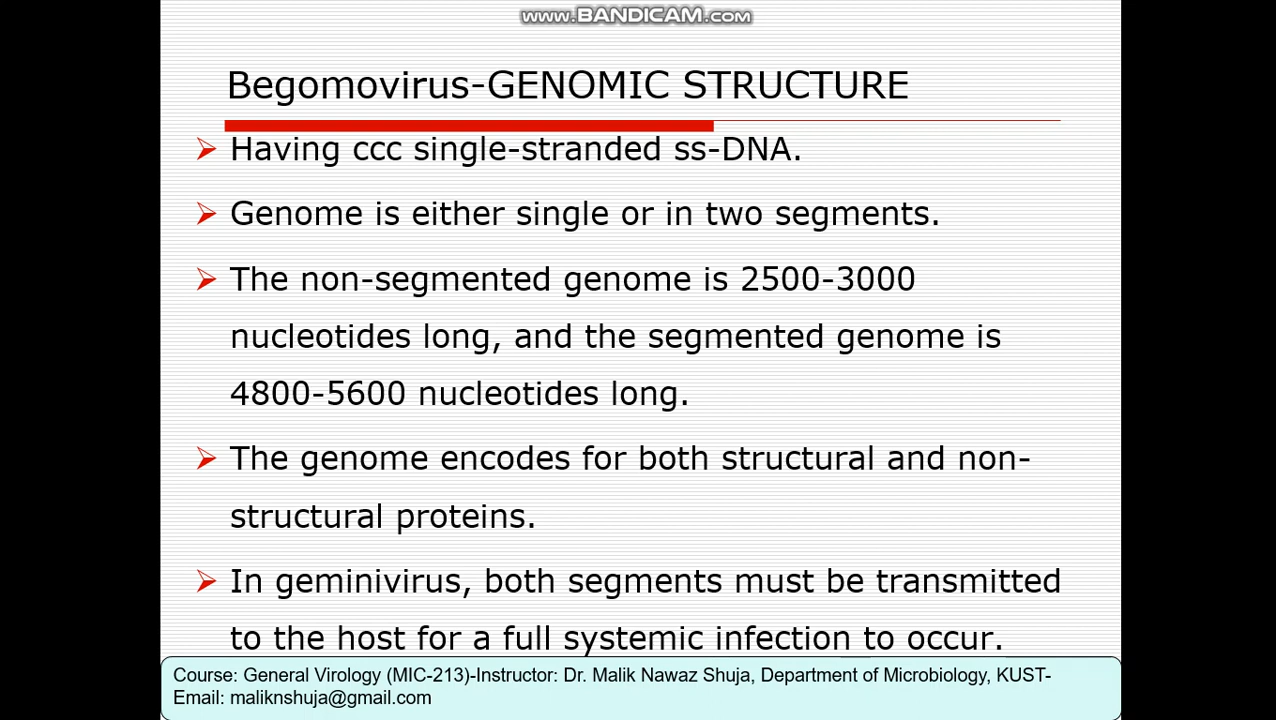 www.BANDICAM.com
Begomovirus-GENOMIC STRUCTURE
Having ccc single-stranded ss-DNA.
Genome is either single or in two segments.
The non-segmented genome is 2500-3000
nucleotides long, and the segmented genome is
4800-5600 nucleotides long.
The genome encodes for both structural and non-
structural proteins.
In geminivirus, both segments must be transmitted
to the host for a full systemic infection to occur.
Course: General Virology (MIC-213)-Instructor: Dr. Malik Nawaz Shuja, Department of Microbiology, KUST-
Email: maliknshuja@gmail.com